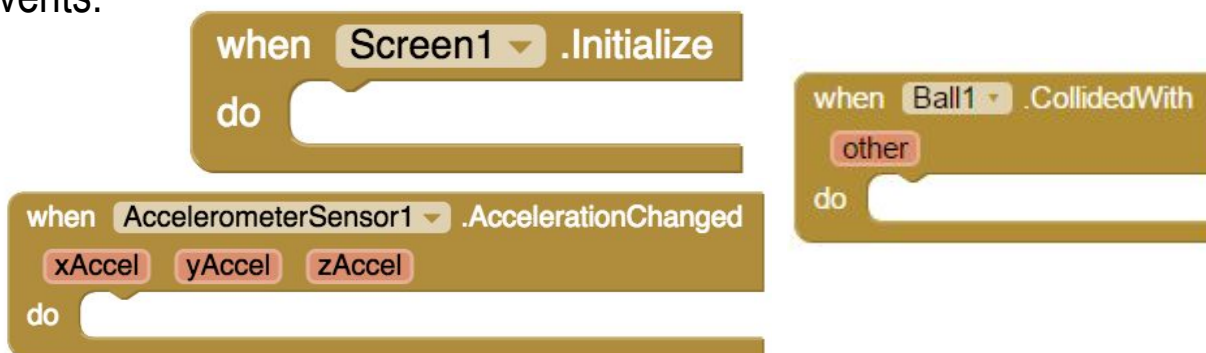 vents:
when Screen1 .Initialize
do
when Ball1 .CollidedWith
other
do
when AccelerometerSensor1 .AccelerationChanged
xAccel yAccel zAccel
do